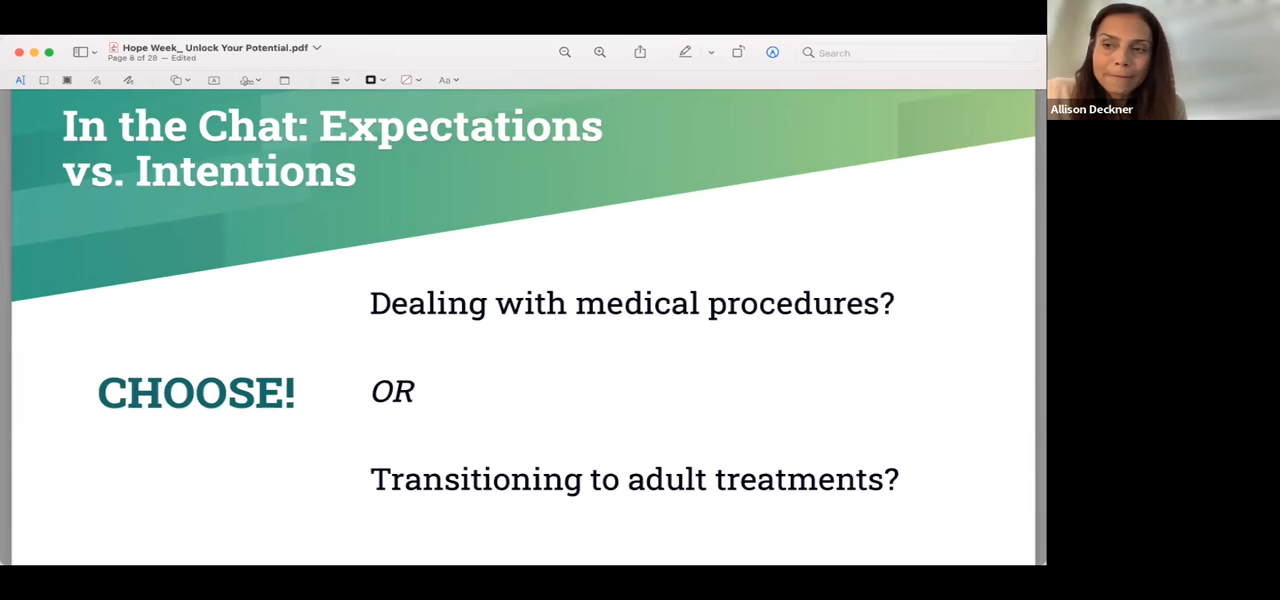 Hope Week_ Unlock Your Potential.pdf
Page 8 of 28 — Edited
Search
Aa
Allison Deckner
In the Chat: Expectations
vs. Intentions
Dealing with medical procedures?
CHOOSE!
OR
Transitioning to adult treatments?